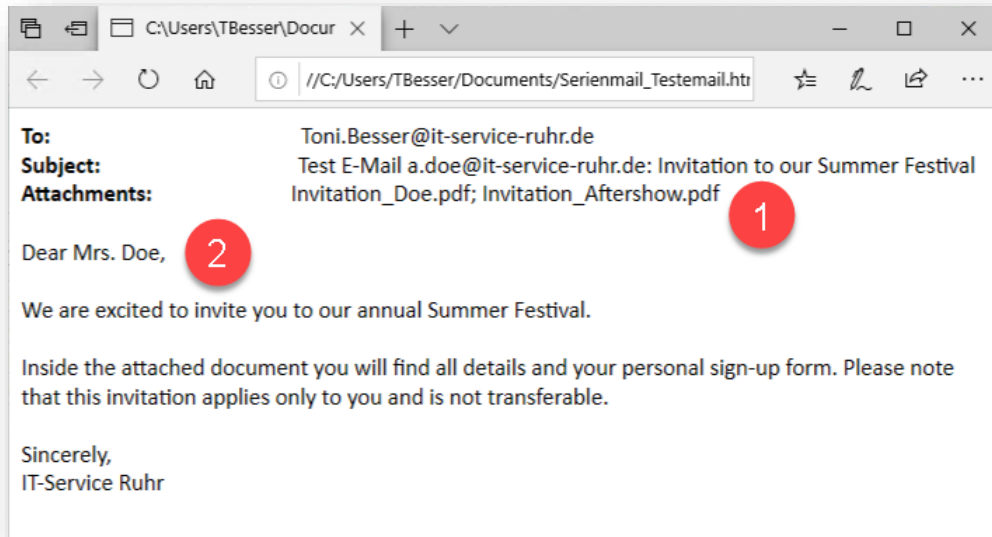 C:\Users\TBesser\Docur
//C:/Users/TBesser/Documents/Serienmail_Testemail.htr
To: Toni.Besser@it-service-ruhr.de
Subject: Test E-Mail a.doe@it-service-ruhr.de: Invitation to our Summer Festival
Attachments: Invitation_Doe.pdf; Invitation_Aftershow.pdf
1
Dear Mrs. Doe,
2
We are excited to invite you to our annual Summer Festival.
Inside the attached document you will find all details and your personal sign-up form. Please note
that this invitation applies only to you and is not transferable.
Sincerely,
IT-Service Ruhr